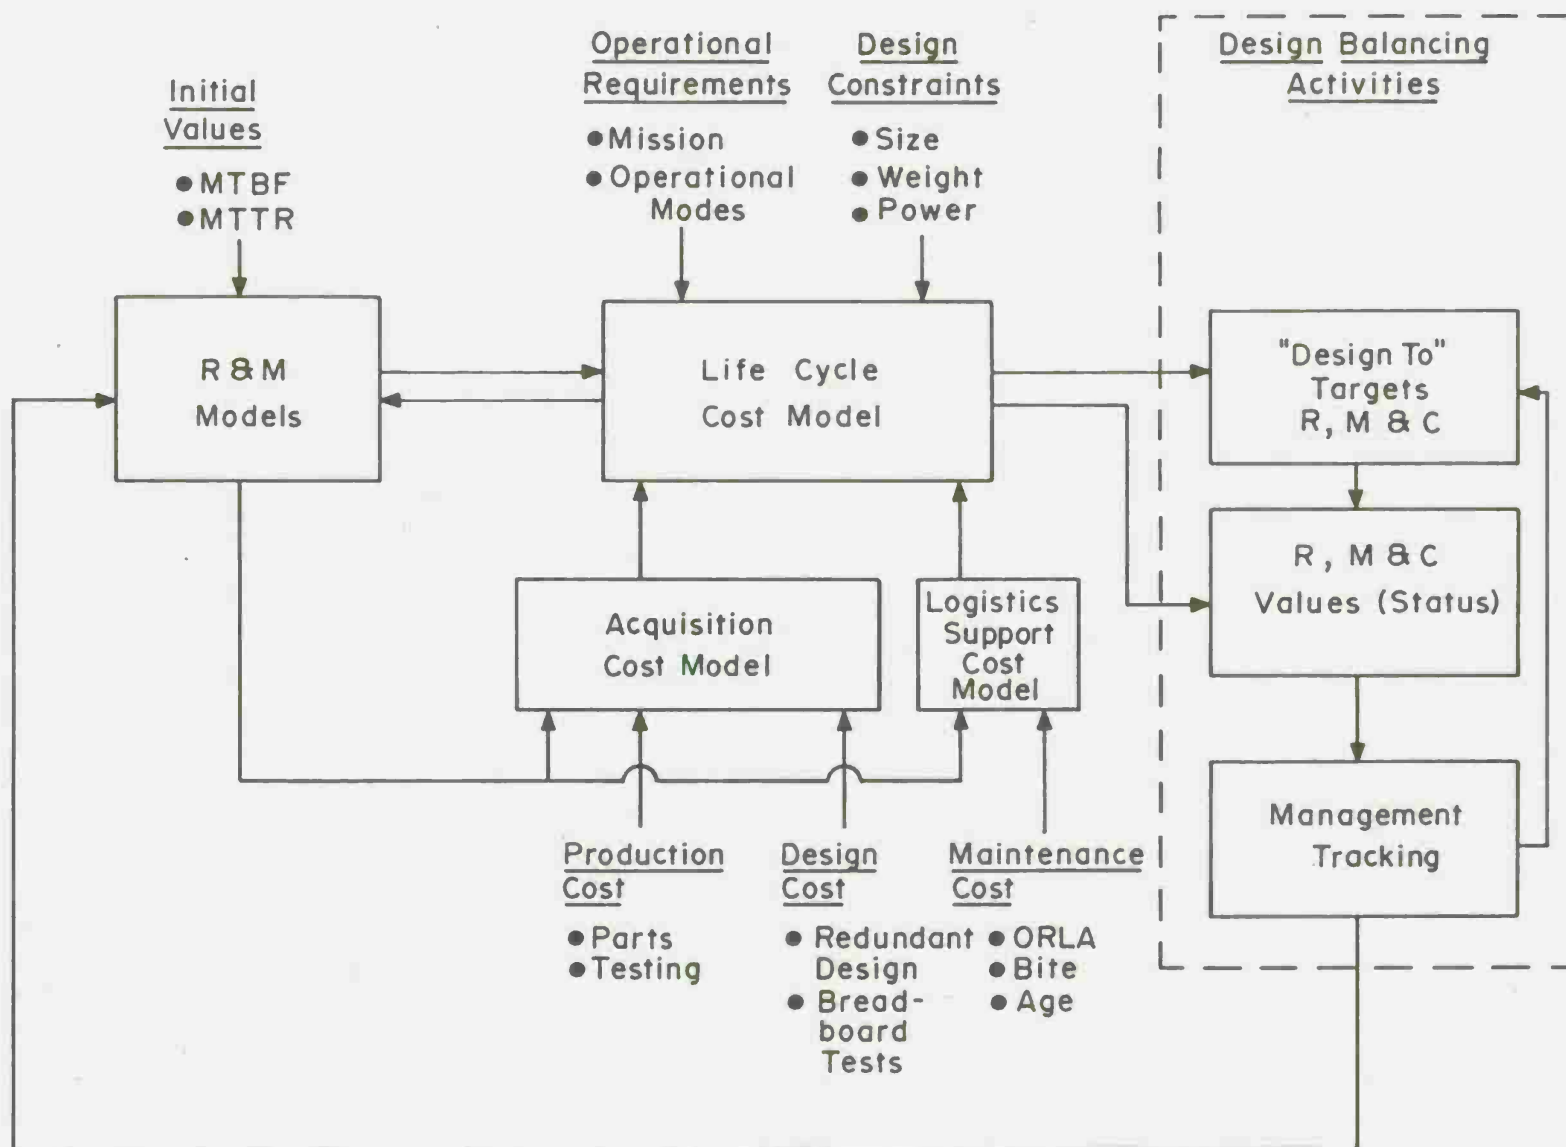 Initial
Values
● MTBF
● MTTR
Operational
Requirements
● Mission
● Operational
Modes
Design
Constraints
● Size
● Weight
● Power
Design Balancing
Activities
R & M
Models
Life Cycle
Cost Model
"Design To"
Targets
R, M & C
R, M & C
Values (Status)
Acquisition
Cost Model
Logistics
Support
Cost
Model
Management
Tracking
Production
Cost
● Parts
● Testing
Design
Cost
● Redundant
Design
● Bread-
board
Tests
Maintenance
Cost
● ORLA
● Bite
● Age